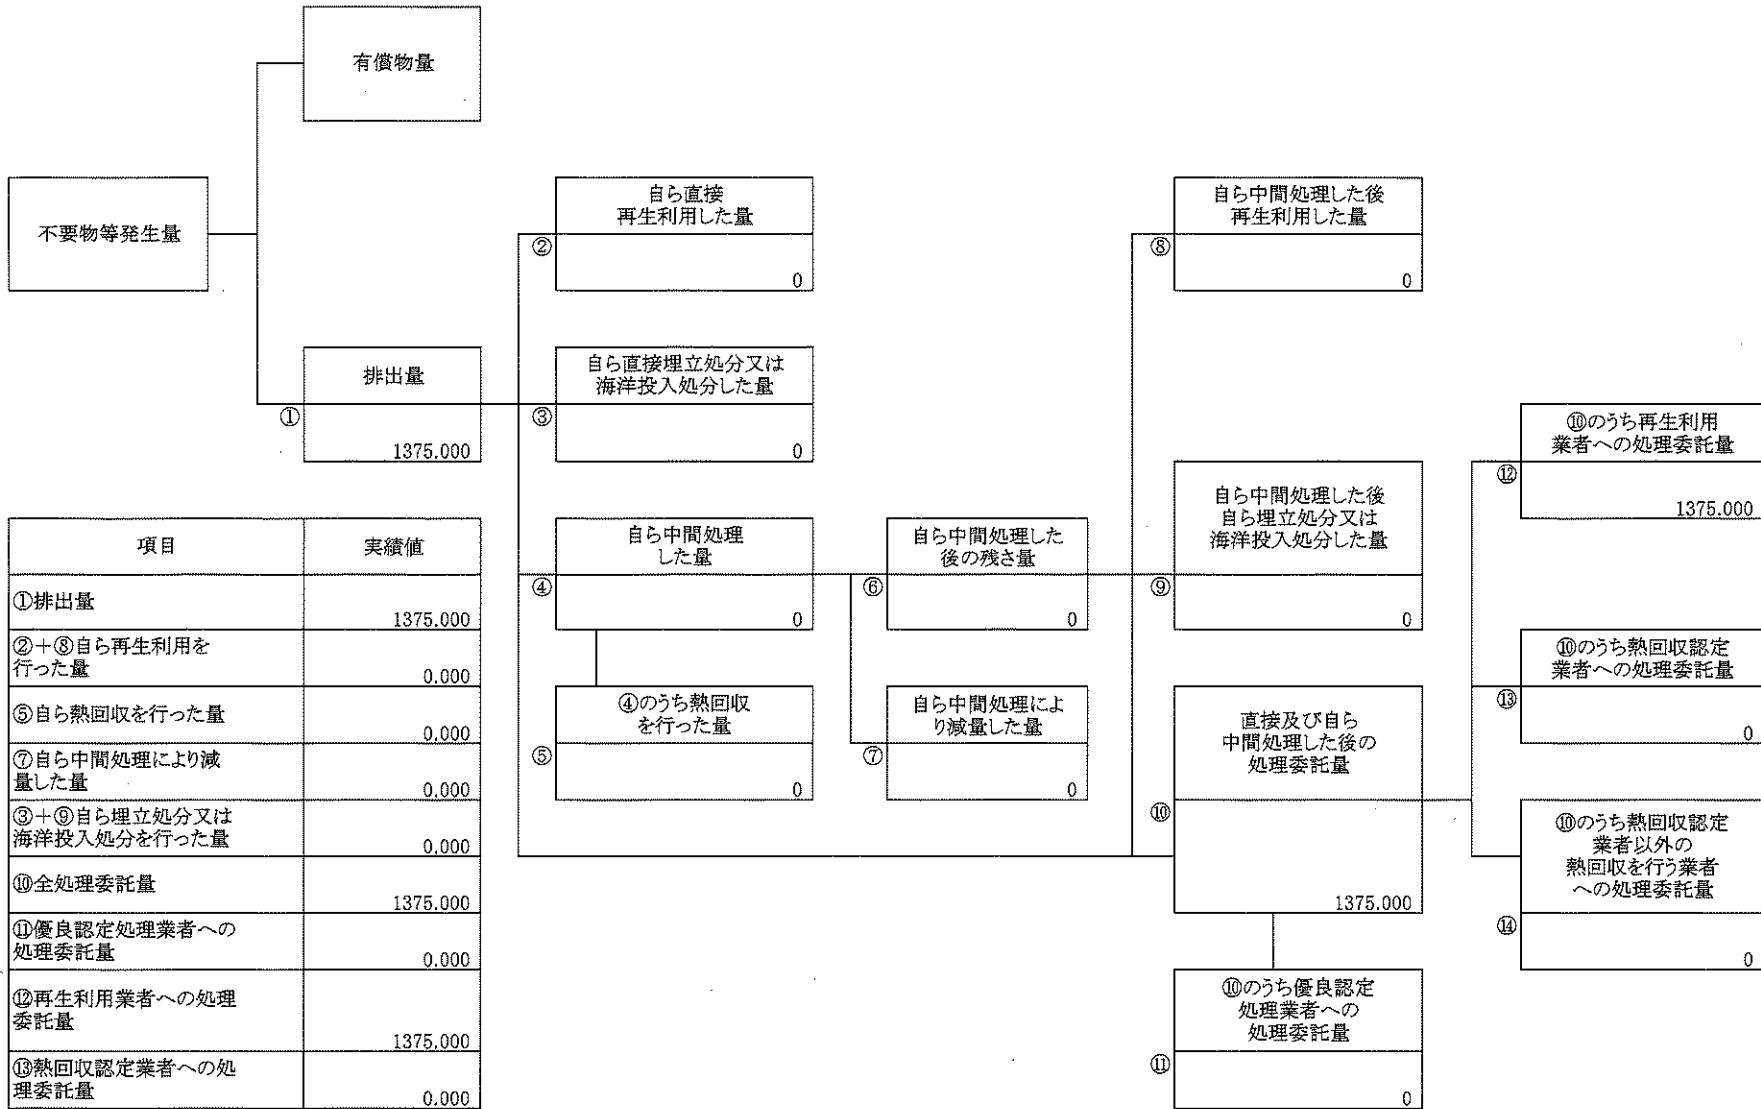 有償物量
不要物等発生量
自ら直接
再生利用した量
②
0
自ら中間処理した後
再生利用した量
⑧
0
排出量
①
1375.000
自ら直接埋立処分又は
海洋投入処分した量
③
0
⑩のうち再生利用
業者への処理委託量
⑫
1375.000
自ら中間処理
した量
④
0
自ら中間処理した
後の残さ量
⑥
0
自ら中間処理した後
自ら埋立処分又は
海洋投入処分した量
⑨
0
⑩のうち熱回収認定
業者への処理委託量
⑬
0
④のうち熱回収
を行った量
⑤
0
自ら中間処理によ
り減量した量
⑦
0
直接及び自ら
中間処理した後の
処理委託量
⑩
1375.000
⑩のうち熱回収認定
業者以外の
熱回収を行う業者
への処理委託量
⑭
0
⑩のうち優良認定
処理業者への
処理委託量
⑪
0
項目 実績値
①排出量
1375.000
②+⑧自ら再生利用を
行った量
0.000
⑤自ら熱回収を行った量
0.000
⑦自ら中間処理により減
量した量
0.000
③+⑨自ら埋立処分又は
海洋投入処分を行った量
0.000
⑩全処理委託量
1375.000
⑪優良認定処理業者への
処理委託量
0.000
⑫再生利用業者への処理
委託量
1375.000
⑬熱回収認定業者への処
理委託量
0.000